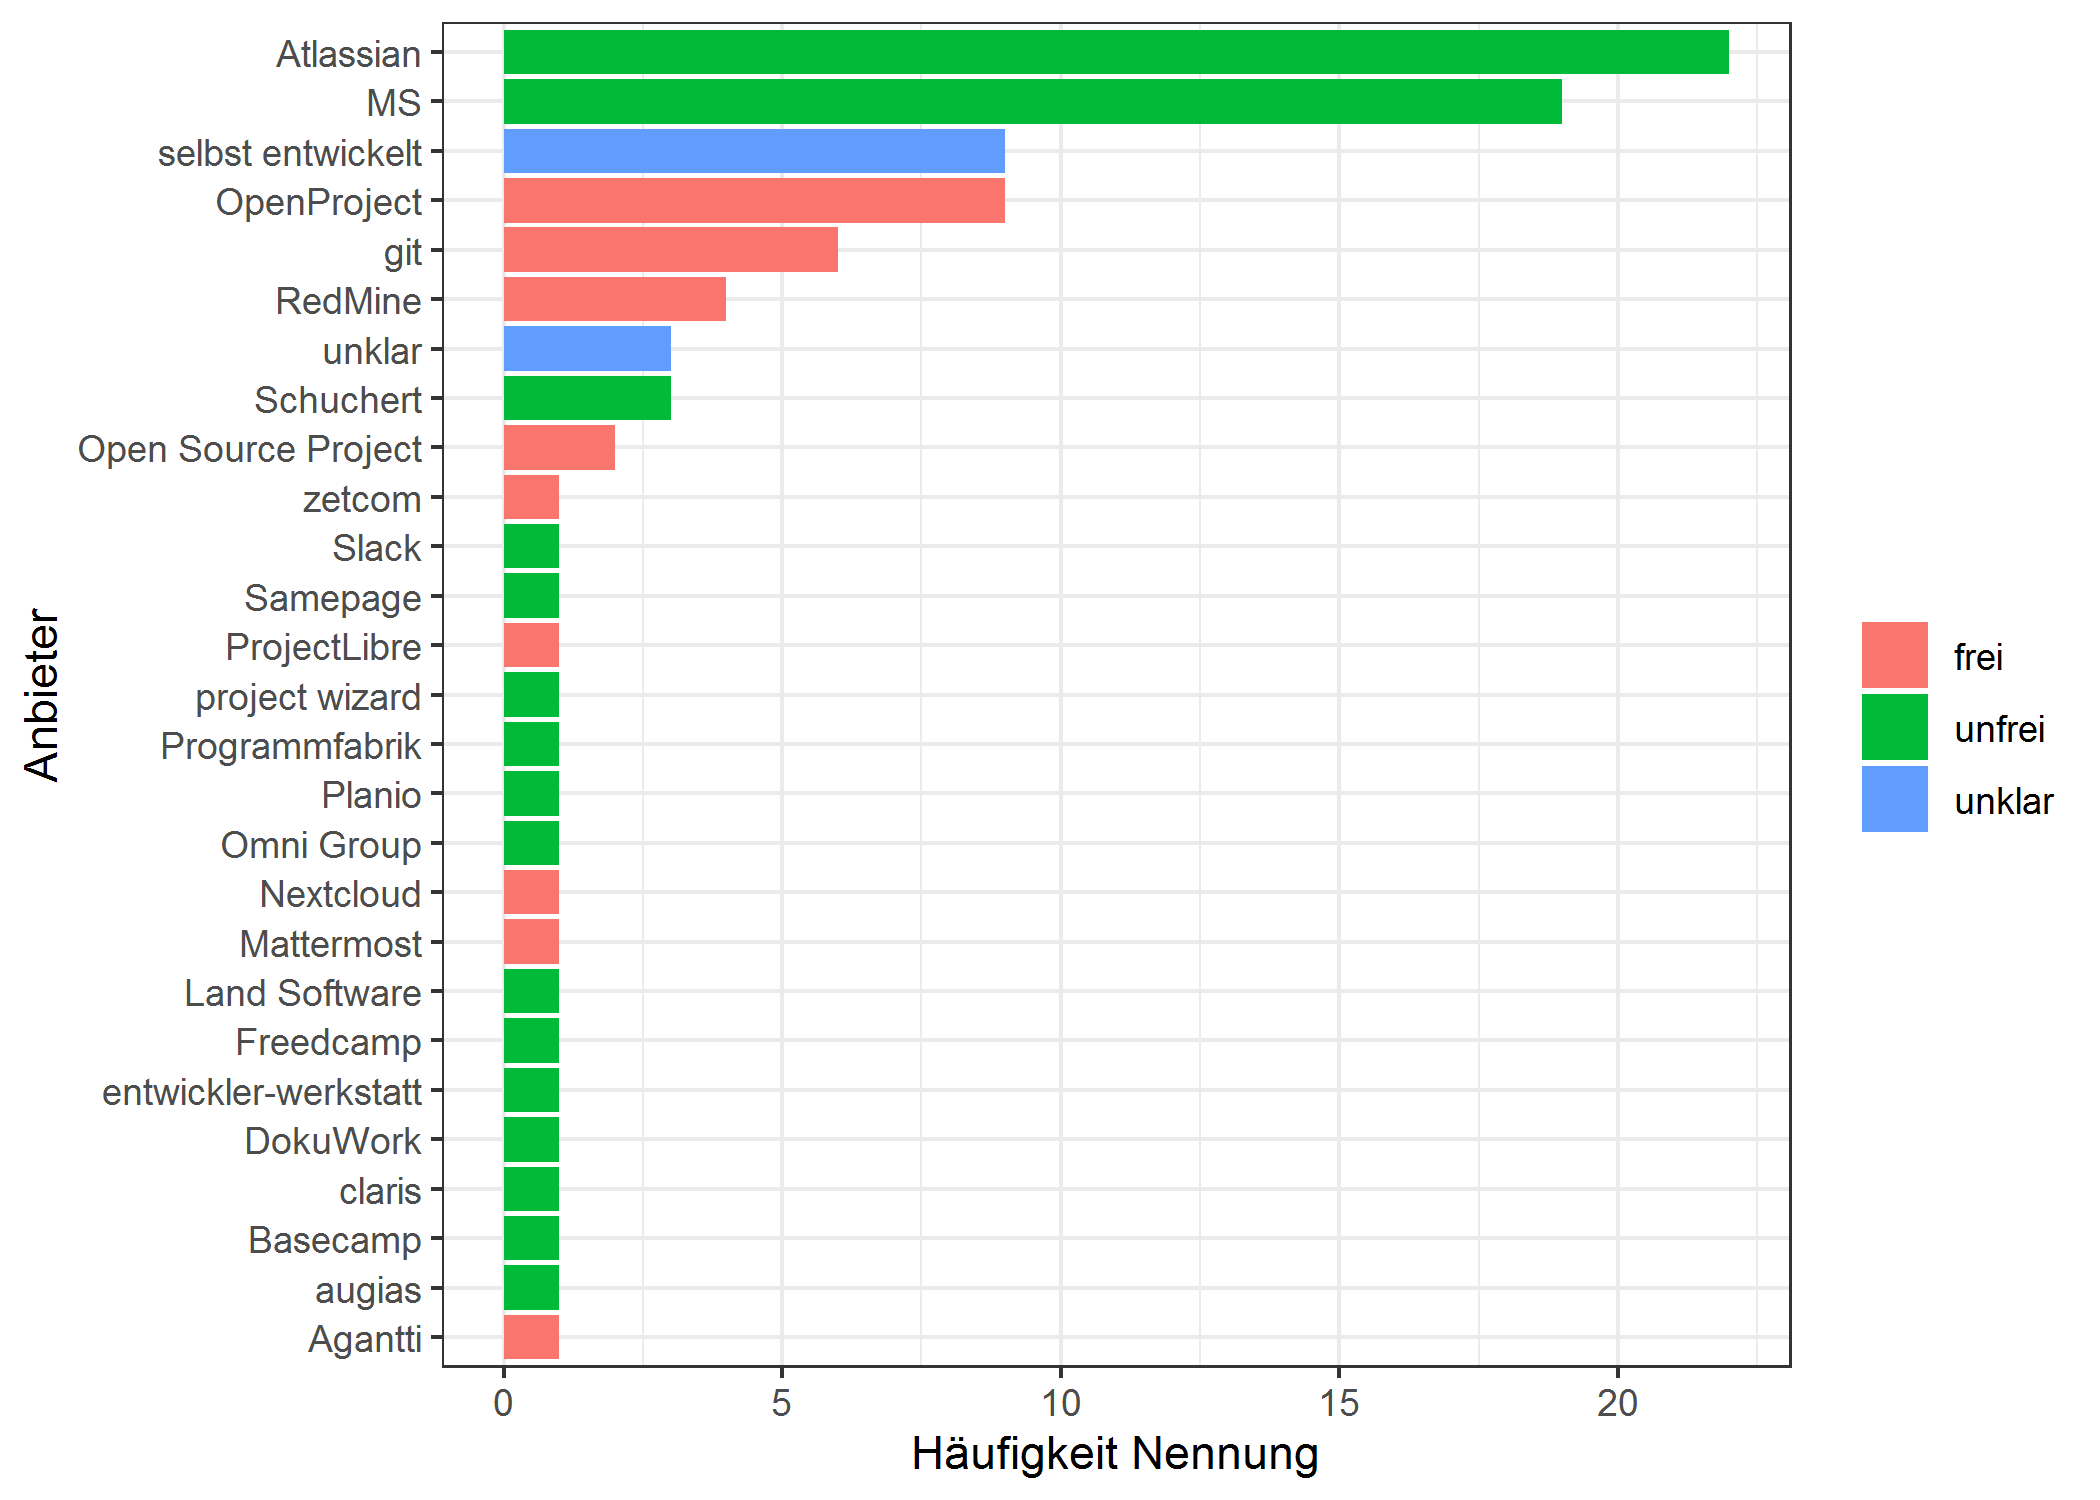 Atlassian
MS
selbst entwickelt
OpenProject
git
RedMine
unklar
Schuchert
Open Source Project
zetcom
Slack
Samepage
ProjectLibre
project wizard
Programmfabrik
Planio
Omni Group
Nextcloud
Mattermost
Land Software
Freedcamp
entwickler-werkstatt
DokuWork
claris
Basecamp
augias
Agantti
Anbieter
0 5 10 15 20
Häufigkeit Nennung
frei
unfrei
unklar